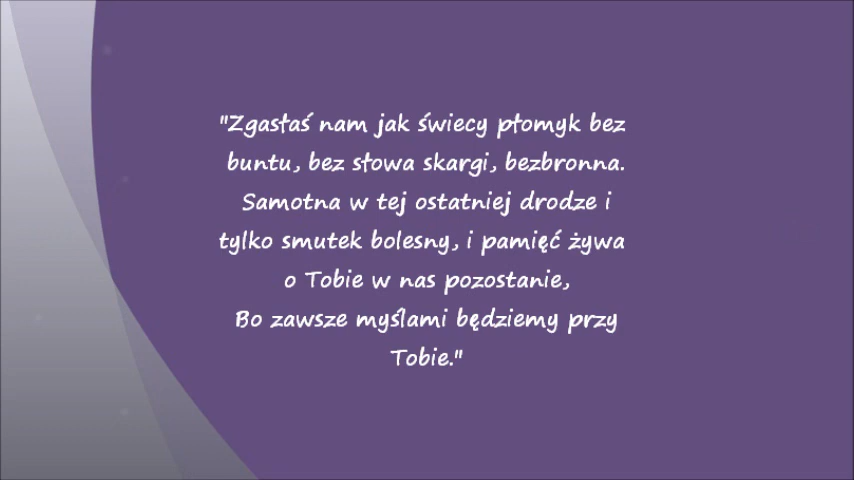 "Zgasłaś nam jak świecy płomyk bez
buntu, bez słowa skargi, bezbronna.
Samotna w tej ostatniej drodze i
tylko smutek bolesny, i pamięć żywa
o Tobie w nas pozostanie,
Bo zawsze myślami będziemy przy
Tobie."